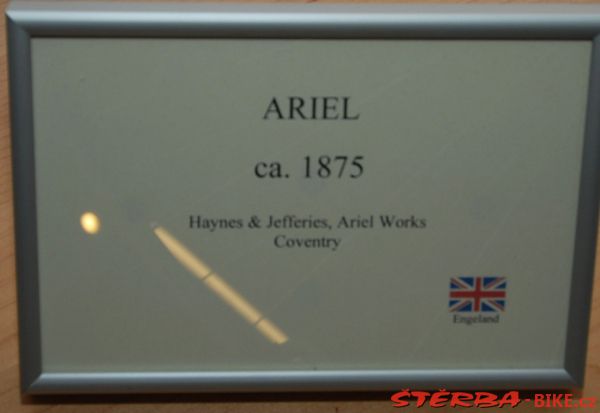 ARIEL
ca. 1875
Haynes & Jefferies, Ariel Works
Coventry
Engeland
ŠTĚRBA-BIKE.cz